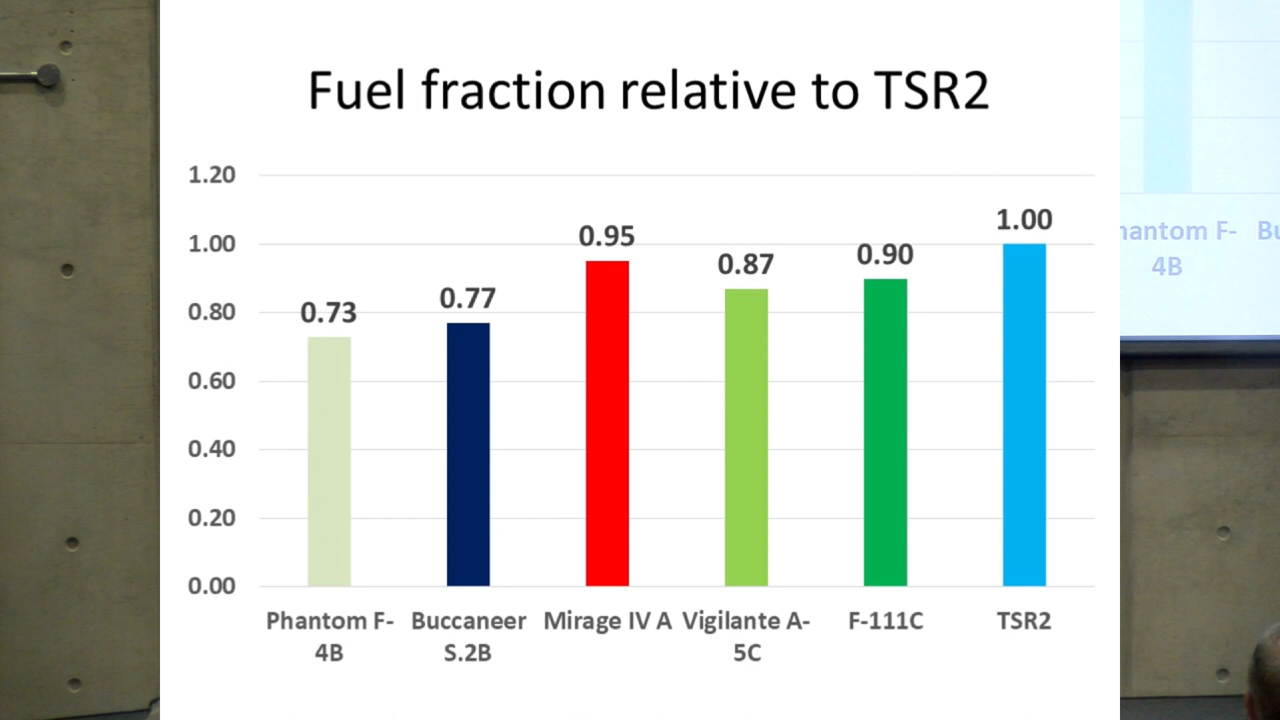 Fuel fraction relative to TSR2
1.20
1.00
0.80
0.60
0.40
0.20
0.00
0.73
0.77
0.95
0.87
0.90
1.00
Phantom F-
4B
Buccaneer
S.2B
Mirage IV A
Vigilante A-
5C
F-111C
TSR2
hantom F-
4B
Bu